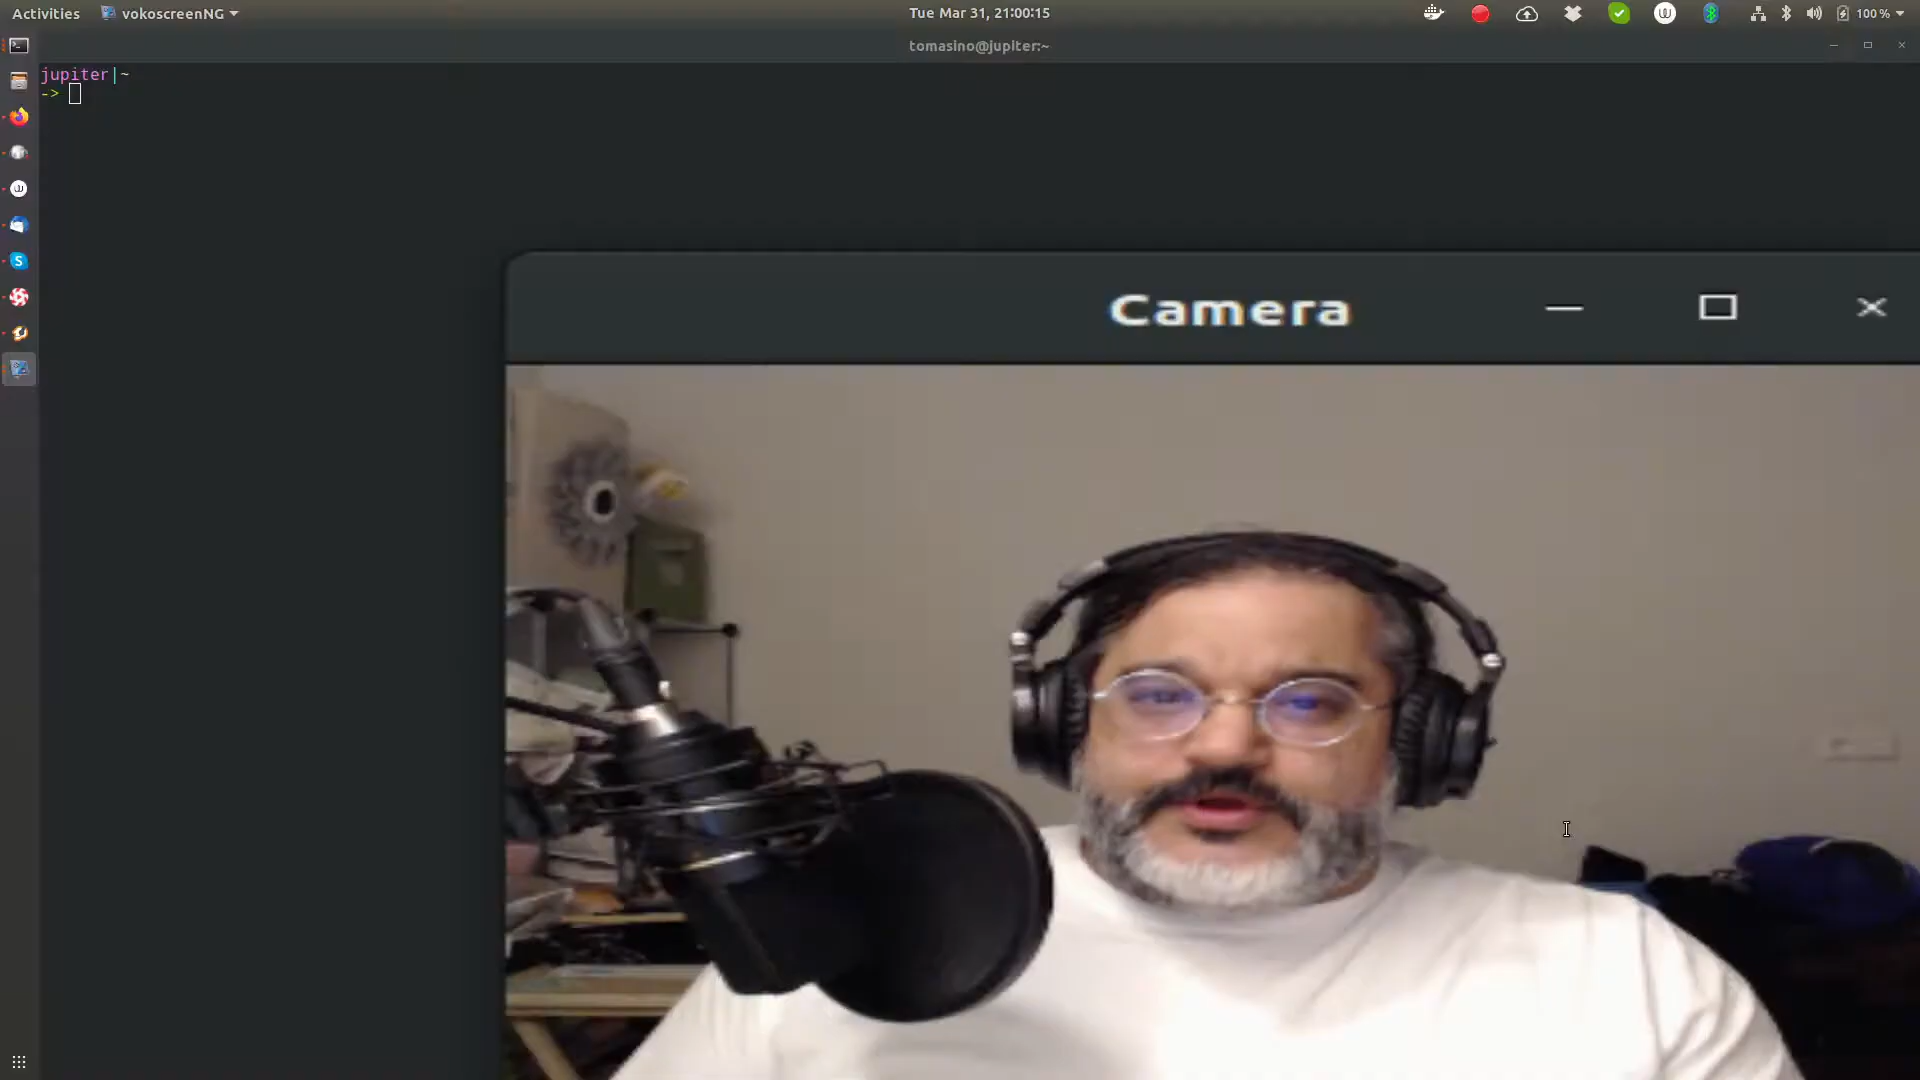 Activities vokoscreenNG Tue Mar 31, 21:00:15 100 %
tomasino@jupiter:~
jupiter|~
->
Camera